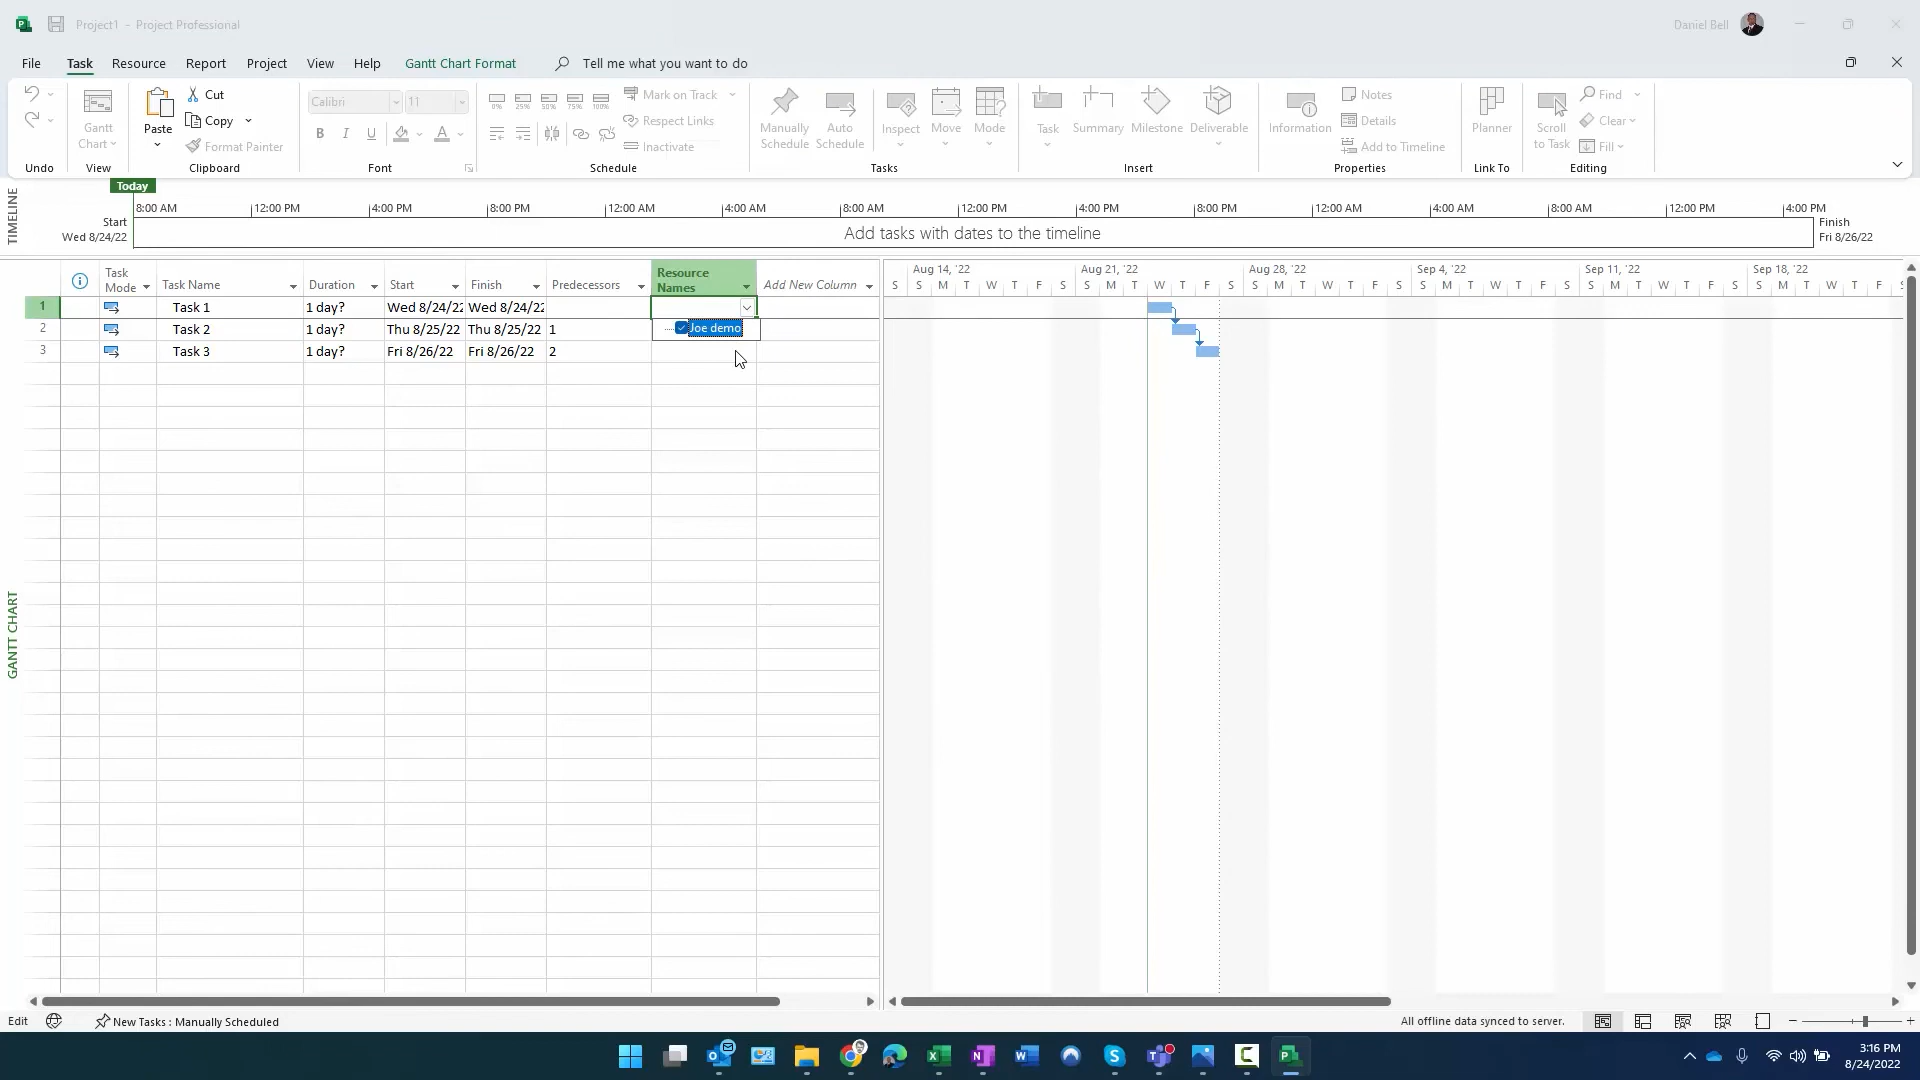 Project1 - Project Professional
Daniel Bell
File Task Resource Report Project View Help Gantt Chart Format Tell me what you want to do
Undo
Gantt
Chart
View
Paste
Cut
Copy
Format Painter
Clipboard
Calibri 11
B I U A
Font
0% 25% 50% 75% 100%
Mark on Track
Respect Links
Inactivate
Schedule
Manually
Schedule
Auto
Schedule
Inspect
Move
Mode
Tasks
Task
Summary
Milestone
Deliverable
Insert
Information
Notes
Details
Add to Timeline
Properties
Planner
Link To
Scroll
to Task
Find
Clear
Fill
Editing
TIMELINE
Today
Start
Wed 8/24/22
8:00 AM 12:00 PM 4:00 PM 8:00 PM 12:00 AM 4:00 AM 8:00 AM 12:00 PM 4:00 PM 8:00 PM 12:00 AM 4:00 AM 8:00 AM 12:00 PM 4:00 PM
Add tasks with dates to the timeline
Finish
Fri 8/26/22
GANTT CHART
Task
Mode
Task Name Duration Start Finish Predecessors
Resource
Names
Add New Column
1 Task 1 1 day? Wed 8/24/22 Wed 8/24/22
2 Task 2 1 day? Thu 8/25/22 Thu 8/25/22 1
Joe demo
3 Task 3 1 day? Fri 8/26/22 Fri 8/26/22 2
Aug 14, '22 Aug 21, '22 Aug 28, '22 Sep 4, '22 Sep 11, '22 Sep 18, '22
S S M T W T F S S M T W T F S S M T W T F S S M T W T F S S M T W T F S S M T W T F S
Edit New Tasks : Manually Scheduled
All offline data synced to server.
3:16 PM
8/24/2022